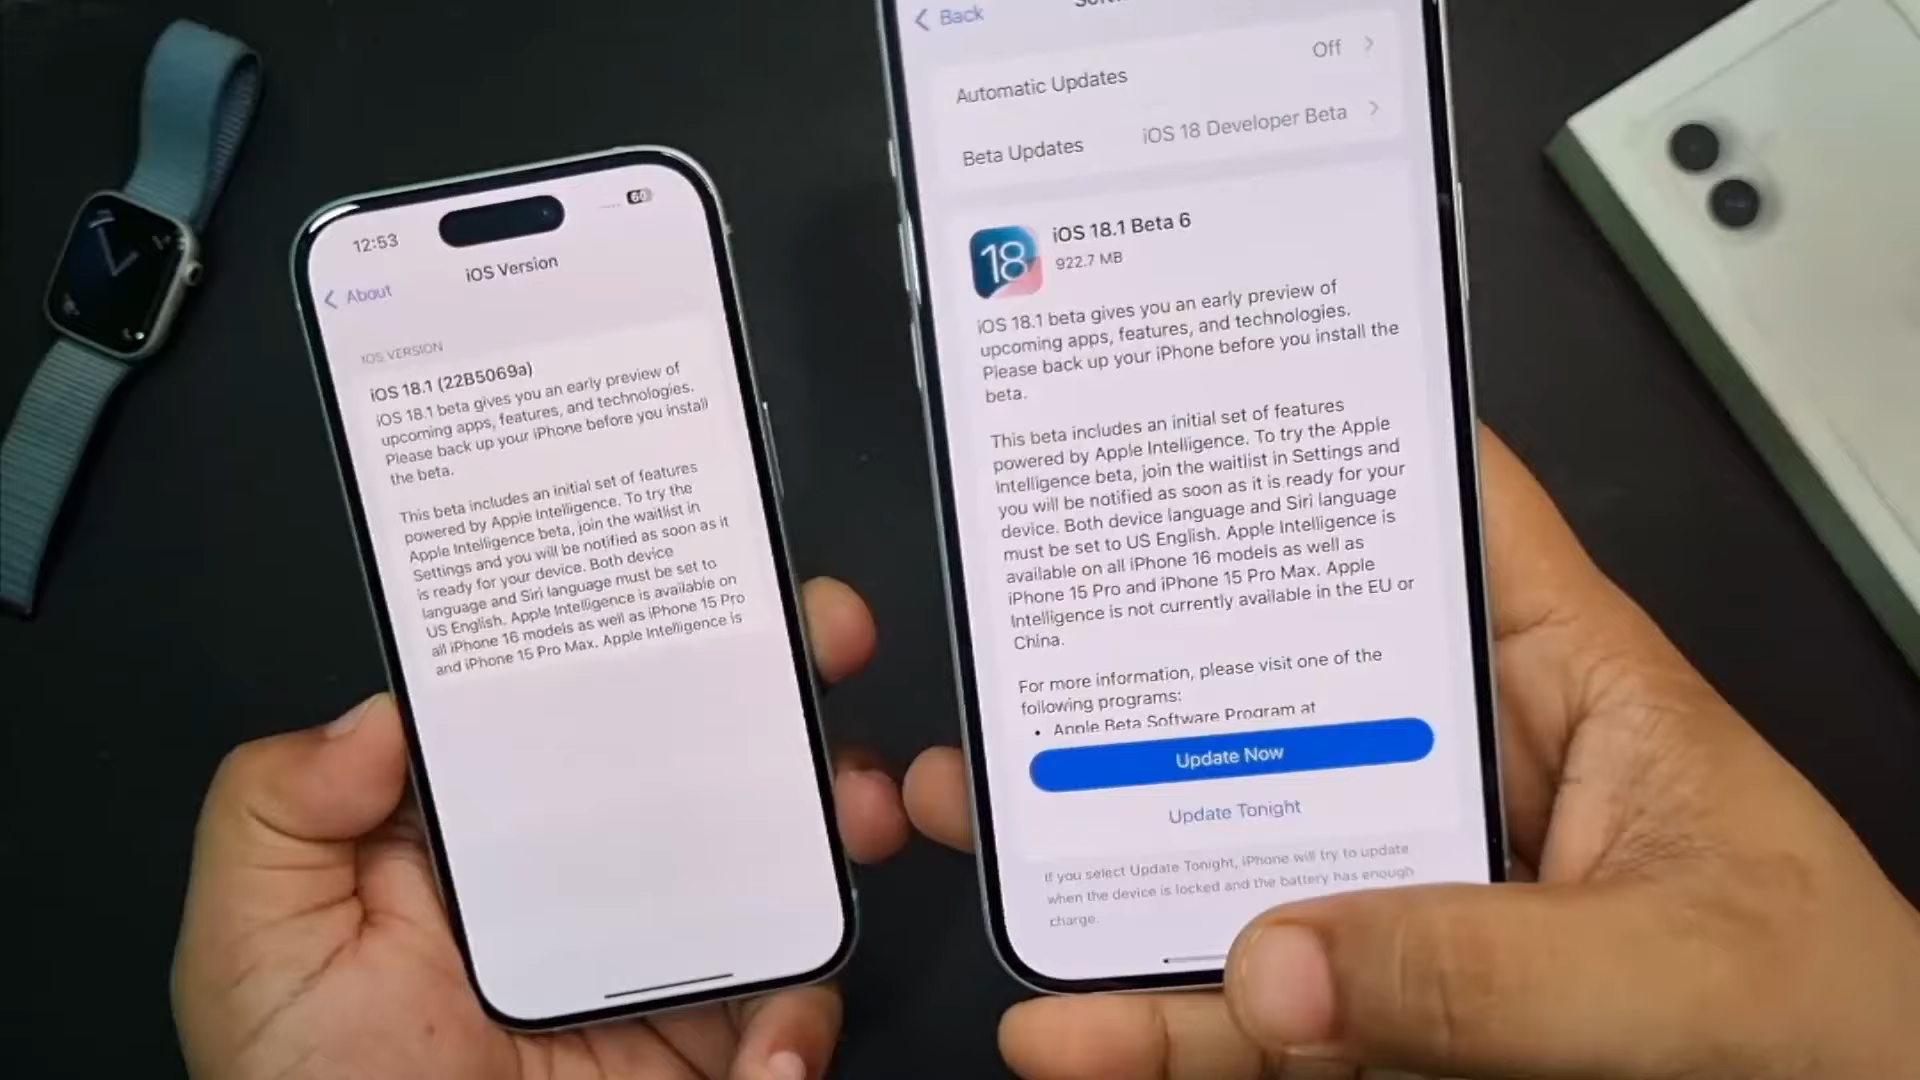 12:53
60
About
iOS Version
IOS VERSION
iOS 18.1 (22B5069a)
iOS 18.1 beta gives you an early preview of
upcoming apps, features, and technologies.
Please back up your iPhone before you install
the beta.
This beta includes an initial set of features
powered by Apple Intelligence. To try the
Apple Intelligence beta, join the waitlist in
Settings and you will be notified as soon as it
is ready for your device. Both device
language and Siri language must be set to
US English. Apple Intelligence is available on
all iPhone 16 models as well as iPhone 15 Pro
and iPhone 15 Pro Max. Apple Intelligence is
Back
Automatic Updates Off
Beta Updates iOS 18 Developer Beta
18
iOS 18.1 Beta 6
922.7 MB
iOS 18.1 beta gives you an early preview of
upcoming apps, features, and technologies.
Please back up your iPhone before you install the
beta.
This beta includes an initial set of features
powered by Apple Intelligence. To try the Apple
Intelligence beta, join the waitlist in Settings and
you will be notified as soon as it is ready for your
device. Both device language and Siri language
must be set to US English. Apple Intelligence is
available on all iPhone 16 models as well as
iPhone 15 Pro and iPhone 15 Pro Max. Apple
Intelligence is not currently available in the EU or
China.
For more information, please visit one of the
following programs:
• Apple Beta Software Program at
Update Now
Update Tonight
If you select Update Tonight, iPhone will try to update
when the device is locked and the battery has enough
charge.